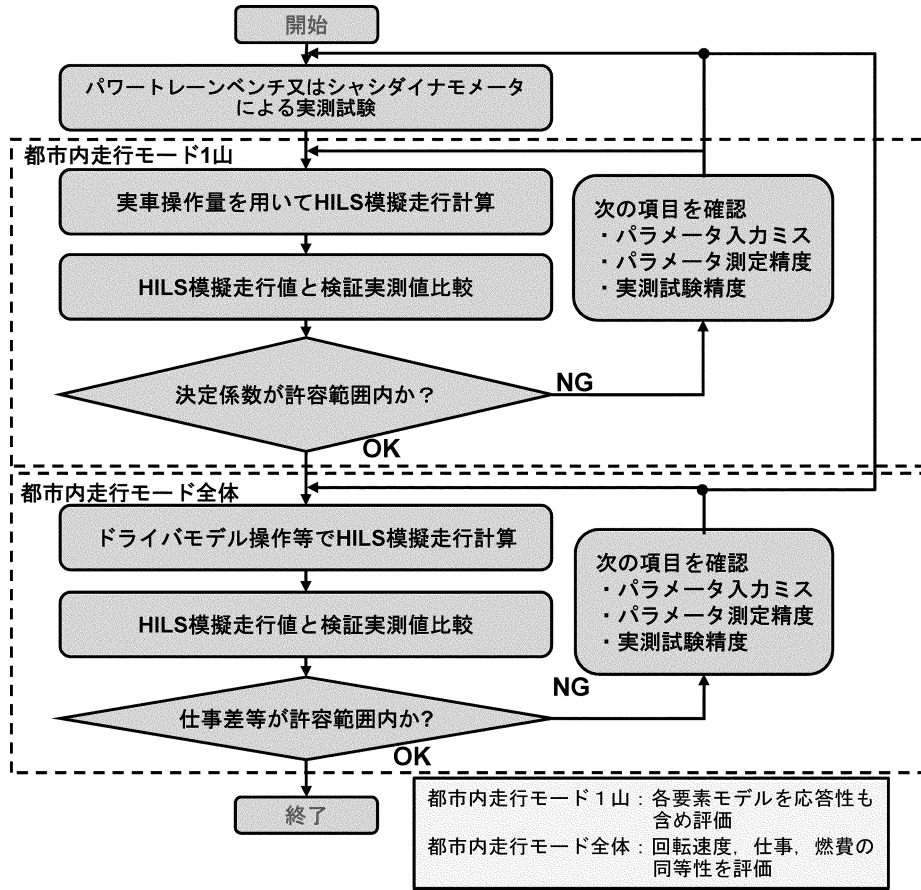 開始
パワートレーンベンチ又はシャシダイナモメータ
による実測試験
都市内走行モード1山
実車操作量を用いてHILS模擬走行計算
次の項目を確認
・パラメータ入力ミス
・パラメータ測定精度
・実測試験精度
HILS模擬走行値と検証実測値比較
決定係数が許容範囲内か？
NG
OK
都市内走行モード全体
ドライバモデル操作等でHILS模擬走行計算
次の項目を確認
・パラメータ入力ミス
・パラメータ測定精度
・実測試験精度
HILS模擬走行値と検証実測値比較
仕事差等が許容範囲内か?
NG
OK
終了
都市内走行モード１山：各要素モデルを応答性も
含め評価
都市内走行モード全体：回転速度，仕事，燃費の
同等性を評価